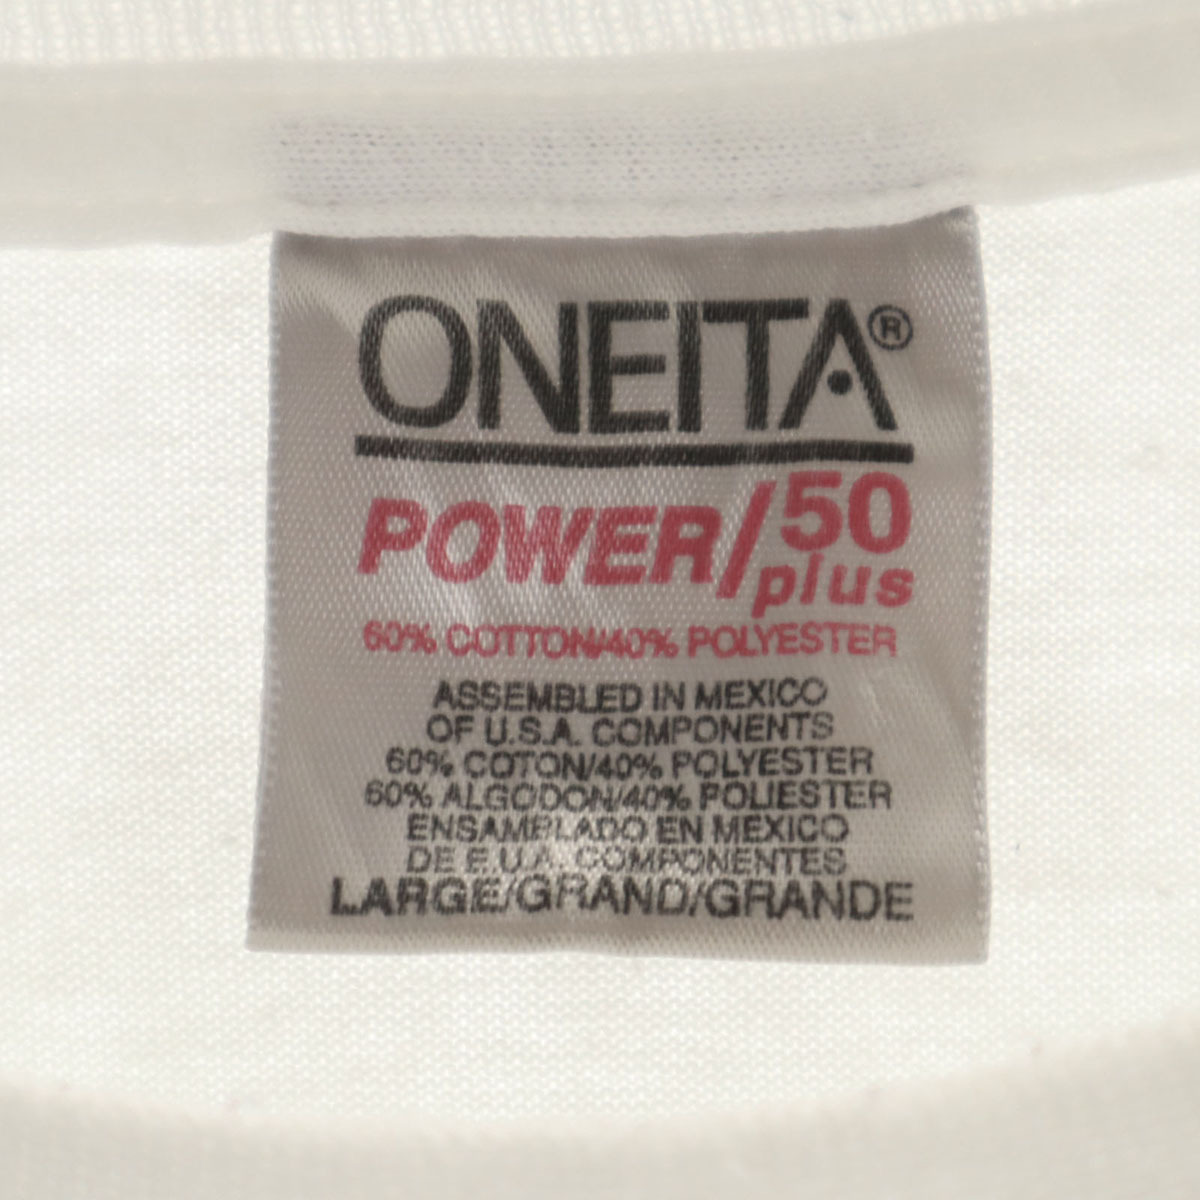 ONEITA®
POWER/50 plus
60% COTTON/40% POLYESTER
ASSEMBLED IN MEXICO
OF U.S.A. COMPONENTS
60% COTON/40% POLYESTER
60% ALGODON/40% POLIESTER
ENSAMBLADO EN MEXICO
DE E.U.A. COMPONENTES
LARGE/GRAND/GRANDE